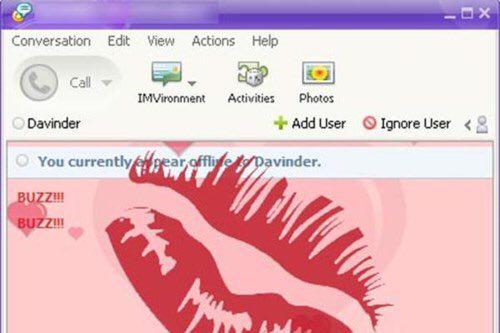 Conversation Edit View Actions Help
Call IMVironment Activities Photos
Davinder Add User Ignore User
You currently appear offline to Davinder.
BUZZ!!!
BUZZ!!!